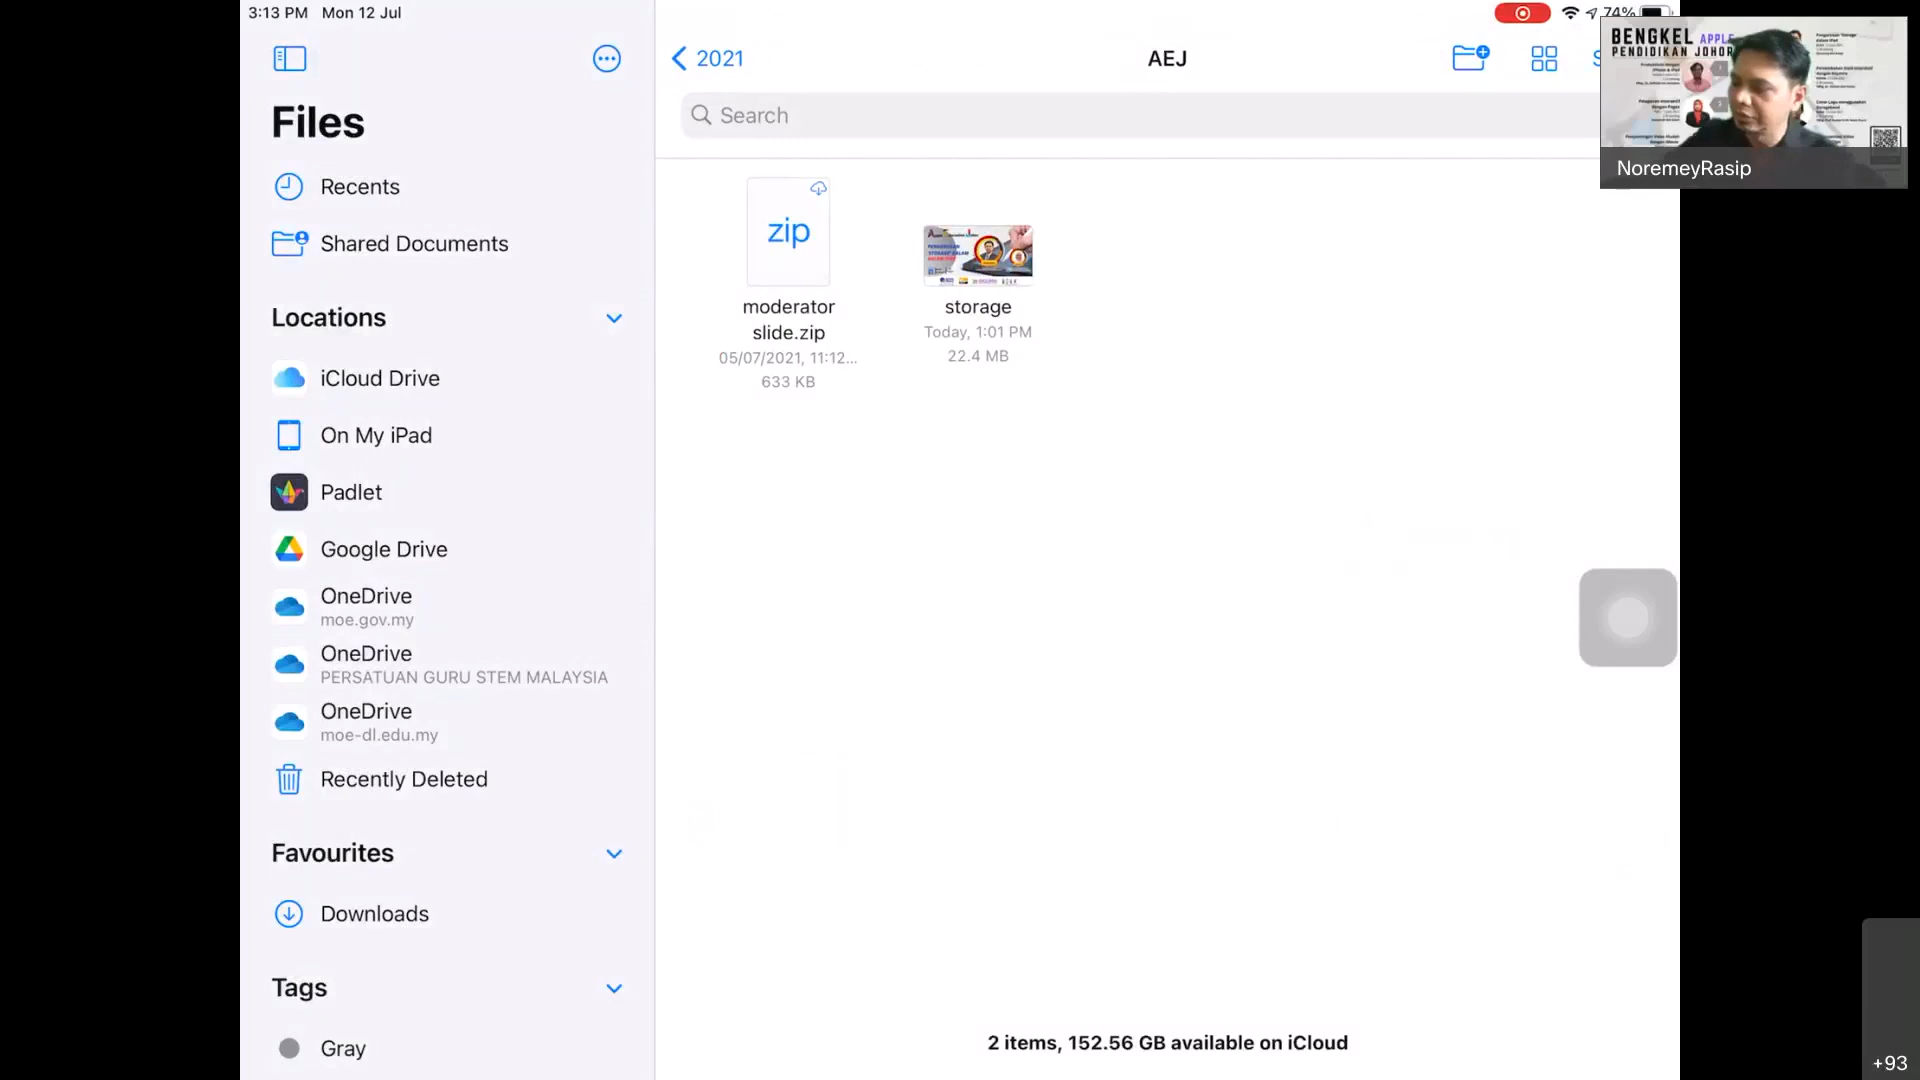 3:13 PM Mon 12 Jul
74%
Files
Recents
Shared Documents
Locations
iCloud Drive
On My iPad
Padlet
Google Drive
OneDrive
moe.gov.my
OneDrive
PERSATUAN GURU STEM MALAYSIA
OneDrive
moe-dl.edu.my
Recently Deleted
Favourites
Downloads
Tags
Gray
2021
AEJ
Search
zip
moderator
slide.zip
05/07/2021, 11:12...
633 KB
storage
Today, 1:01 PM
22.4 MB
2 items, 152.56 GB available on iCloud
BENGKEL APPLE
PENDIDIKAN JOHOR
NoremeyRasip
+93